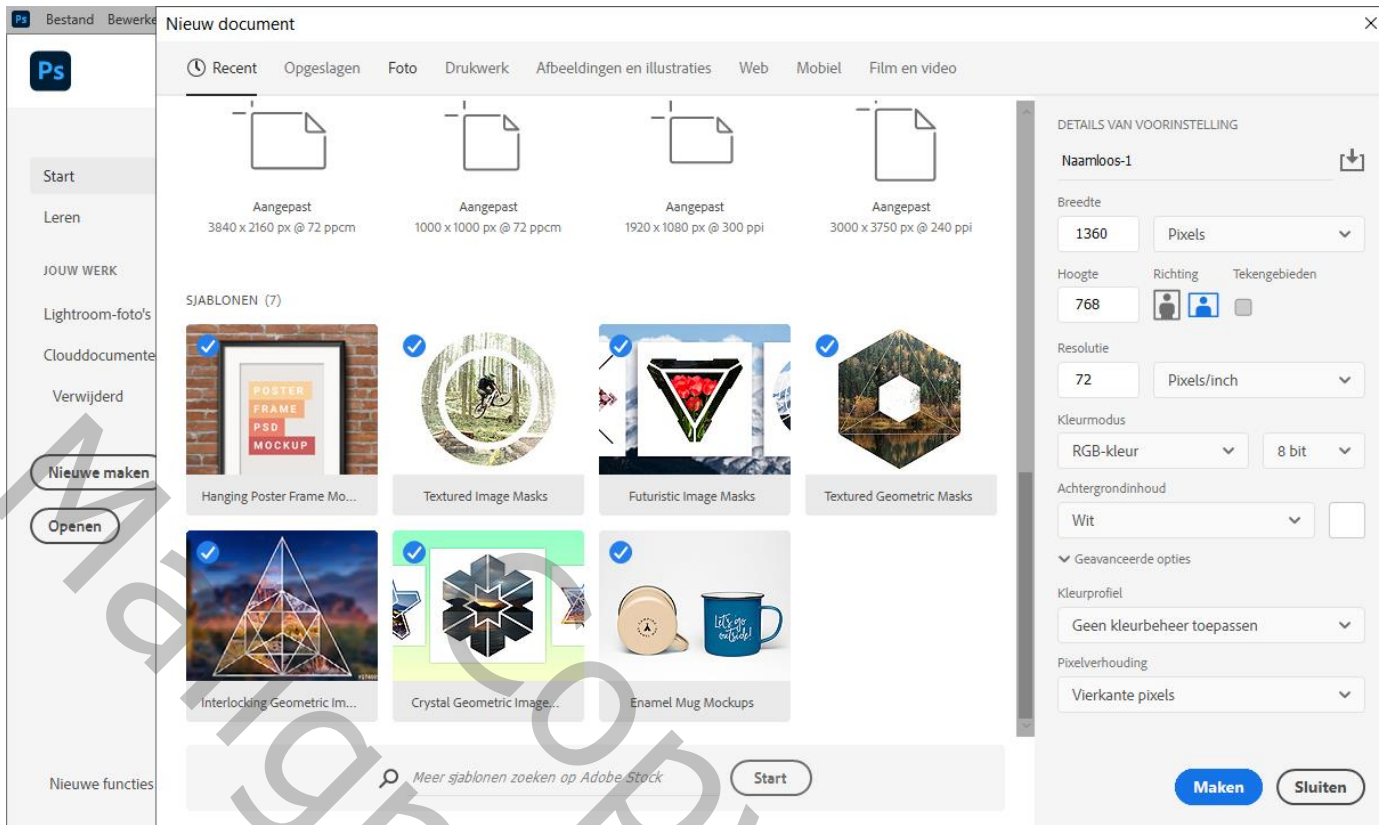 Ps Bestand Bewerke
Nieuw document
Ps
Recent Opgeslagen Foto Drukwerk Afbeeldingen en illustraties Web Mobiel Film en video
Start
Leren
JOUW WERK
Lightroom-foto's
Clouddocumente
Verwijderd
Nieuwe maken
Openen
Nieuwe functies
Aangepast Aangepast Aangepast Aangepast
3840 x 2160 px @ 72 ppcm 1000 x 1000 px @ 72 ppcm 1920 x 1080 px @ 300 ppi 3000 x 3750 px @ 240 ppi
SJABLONEN (7)
POSTER
FRAME
PSD
MOCKUP
Hanging Poster Frame Mo... Textured Image Masks Futuristic Image Masks Textured Geometric Masks
Let's go
outside!
Interlocking Geometric Im... Crystal Geometric Image... Enamel Mug Mockups
Meer sjablonen zoeken op Adobe Stock Start
DETAILS VAN VOORINSTELLING
Naamloos-1
Breedte
1360 Pixels
Hoogte Richting Tekengebieden
768
Resolutie
72 Pixels/inch
Kleurmodus
RGB-kleur 8 bit
Achtergrondinhoud
Wit
Geavanceerde opties
Kleurprofiel
Geen kleurbeheer toepassen
Pixelverhouding
Vierkante pixels
Maken Sluiten